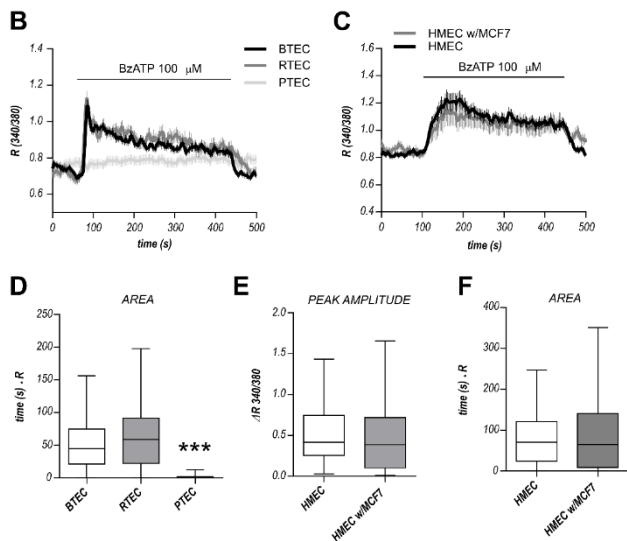 B
BTEC
RTEC
PTEC
BzATP 100 μM
R (340/380)
1.4
1.2
1.0
0.8
0.6
0 100 200 300 400 500
time (s)
C
HMEC w/MCF7
HMEC
BzATP 100 μM
R (340/380)
1.6
1.4
1.2
1.0
0.8
0.6
0.4
0 100 200 300 400 500
time (s)
D
AREA
time (s) . R
250
200
150
100
50
0
***
BTEC RTEC PTEC
E
PEAK AMPLITUDE
ΔR 340/380
2.0
1.5
1.0
0.5
0.0
HMEC HMEC w/MCF7
F
AREA
time (s) . R
400
300
200
100
0
HMEC HMEC w/MCF7